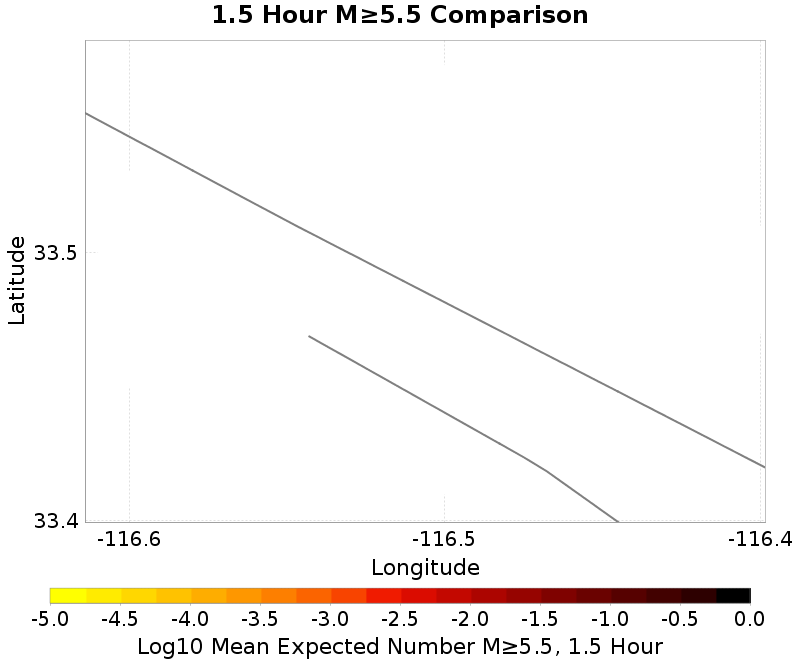 1.5 Hour M≥5.5 Comparison
Latitude
33.5
33.4
-116.6 -116.5 -116.4
Longitude
-5.0 -4.5 -4.0 -3.5 -3.0 -2.5 -2.0 -1.5 -1.0 -0.5 0.0
Log10 Mean Expected Number M≥5.5, 1.5 Hour